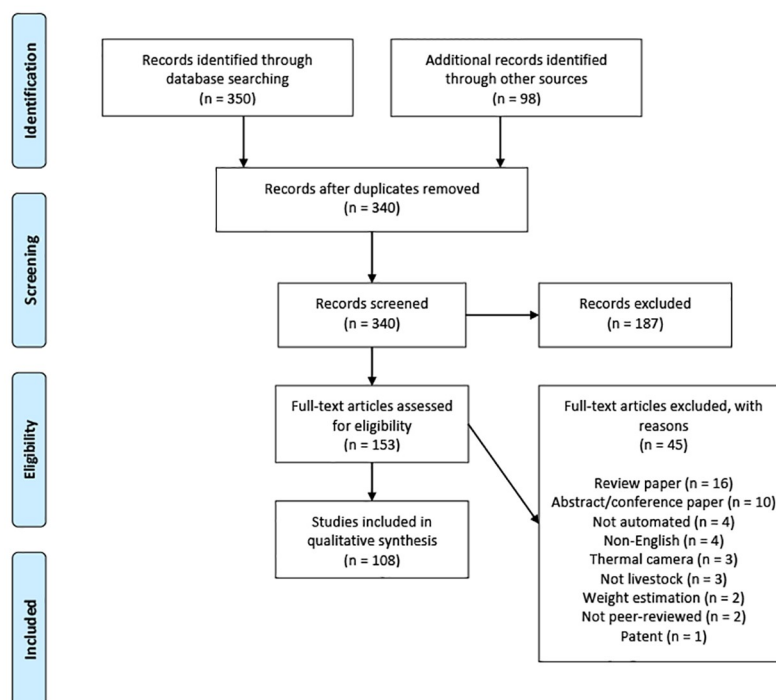 Identification
Records identified through
database searching
(n = 350)
Additional records identified
through other sources
(n = 98)
Records after duplicates removed
(n = 340)
Screening
Records screened
(n = 340)
Records excluded
(n = 187)
Eligibility
Full-text articles assessed
for eligibility
(n = 153)
Full-text articles excluded, with
reasons
(n = 45)
Review paper (n = 16)
Abstract/conference paper (n = 10)
Not automated (n = 4)
Non-English (n = 4)
Thermal camera (n = 3)
Not livestock (n = 3)
Weight estimation (n = 2)
Not peer-reviewed (n = 2)
Patent (n = 1)
Studies included in
qualitative synthesis
(n = 108)
Included